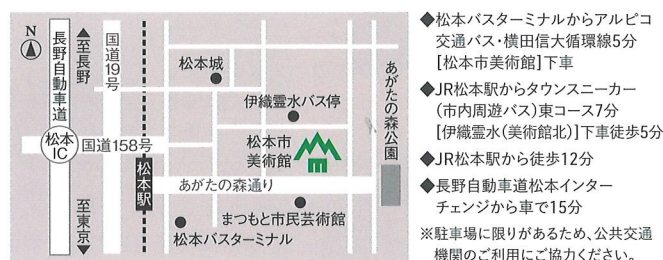 N
長野自動車道
▲至長野
国道19号
松本城
伊織霊水バス停
あがたの森公園
松本IC
国道158号
松本市
美術館
松本駅
あがたの森通り
至東京▼
まつもと市民芸術館
松本バスターミナル
◆松本バスターミナルからアルピコ
交通バス・横田信大循環線5分
[松本市美術館]下車
◆JR松本駅からタウンスニーカー
(市内周遊バス)東コース7分
[伊織霊水(美術館北)]下車徒歩5分
◆JR松本駅から徒歩12分
◆長野自動車道松本インター
チェンジから車で15分
※駐車場に限りがあるため、公共交通
機関のご利用にご協力ください。